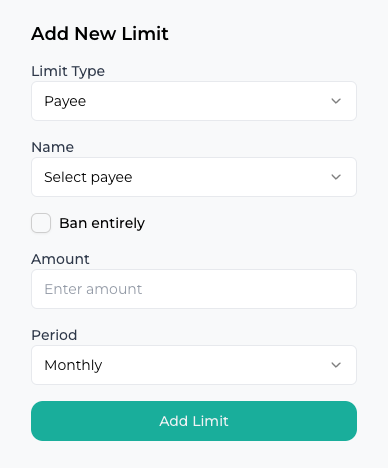 Add New Limit
Limit Type
Payee
Name
Select payee
Ban entirely
Amount
Enter amount
Period
Monthly
Add Limit